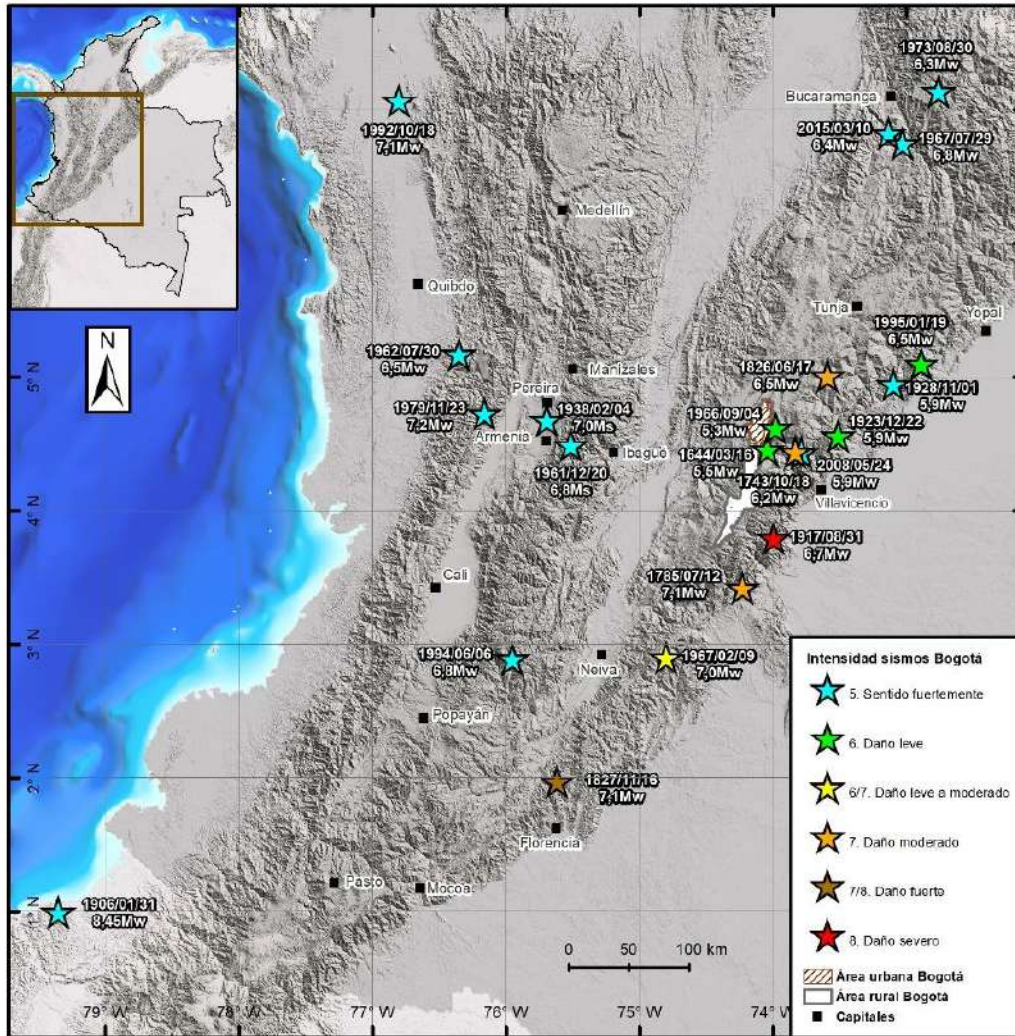 1973/08/30
6,3Mw
Bucaramanga
1992/10/18
7,1Mw
2015/03/10
6,4Mw
1967/07/29
6,8Mw
Medellín
Quibdo
Tunja
Yopal
N
1995/01/19
6,5Mw
1962/07/30
6,5Mw
Manizales
1826/06/17
6,5Mw
5° N
Pereira
1928/11/01
5,9Mw
1979/11/23
7,2Mw
1938/02/04
7,0Ms
1966/09/04
5,3Mw
1923/12/22
5,9Mw
Armenia
Ibagué
1644/03/16
5,5Mw
1961/12/20
6,8Ms
2008/05/24
5,9Mw
1743/10/18
6,2Mw
Villavicencio
4° N
1917/08/31
6,7Mw
Cali
1785/07/12
7,1Mw
3° N
1994/06/06
6,8Mw
Neiva
1967/02/09
7,0Mw
Popayán
2° N
1827/11/16
7,1Mw
Florencia
Pasto
Mocoa
1906/01/31
8,45Mw
1° N
0 50 100 km
79° W
78° W
77° W
76° W
75° W
74° W
73° W
Intensidad sismos Bogotá
5. Sentido fuertemente
6. Daño leve
6/7. Daño leve a moderado
7. Daño moderado
7/8. Daño fuerte
8. Daño severo
Área urbana Bogotá
Área rural Bogotá
Capitales